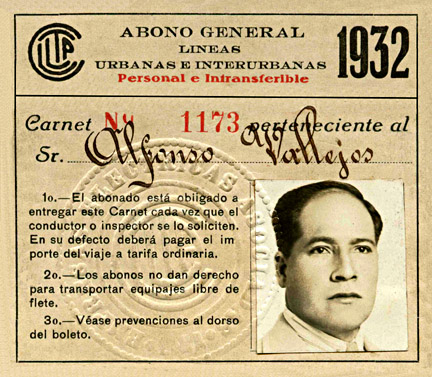 ABONO GENERAL
LINEAS
URBANAS E INTERURBANAS
Personal e Intransferible
1932
Carnet No 1173 perteneciente al
Sr. Alfonso Vallejos
1o.—El abonado está obligado a
entregar este Carnet cada vez que el
conductor o inspector se lo soliciten.
En su defecto deberá pagar el im
porte del viaje a tarifa ordinaria.
2o.—Los abonos no dan derecho
para transportar equipajes libre de
flete.
3o.—Véase prevenciones al dorso
del boleto.